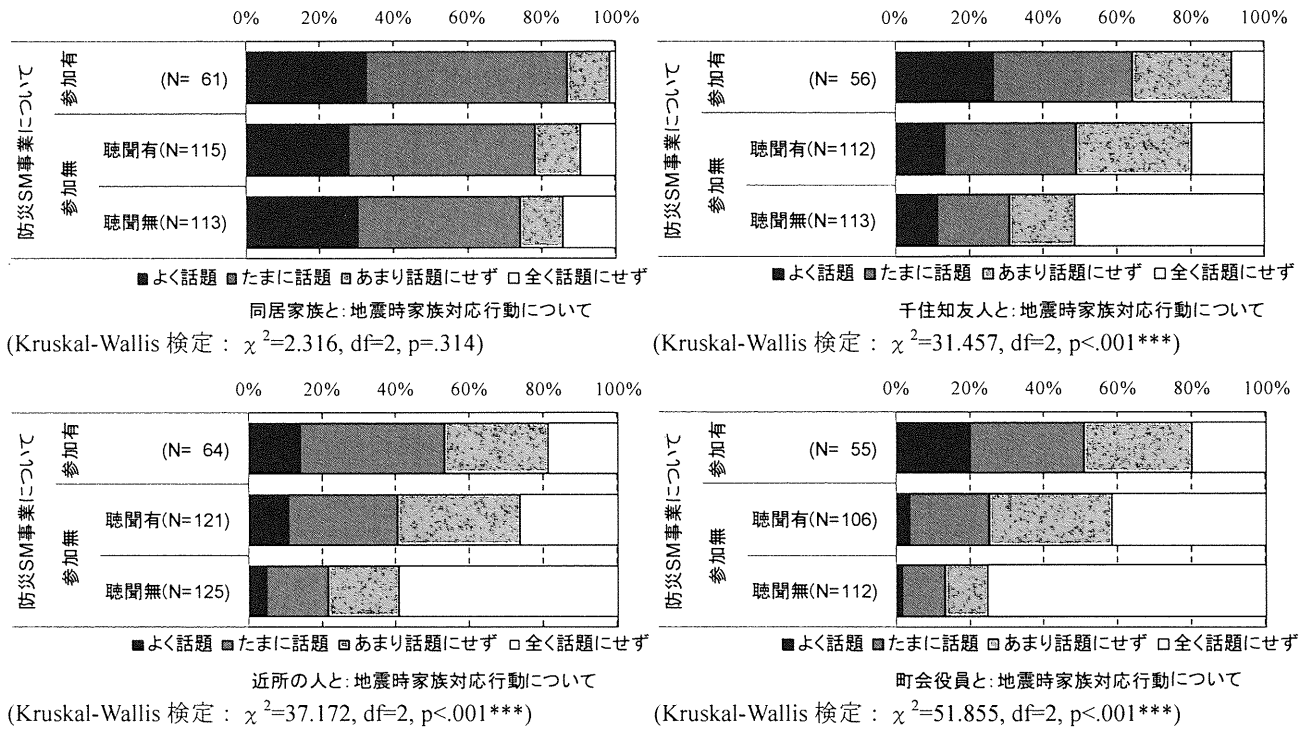 0% 20% 40% 60% 80% 100%
防災SM事業について
参加有
(N= 61)
参加無
聴聞有(N=115)
聴聞無(N=113)
■よく話題 ■たまに話題 □あまり話題にせず □全く話題にせず
同居家族と:地震時家族対応行動について
(Kruskal-Wallis 検定: χ²=2.316, df=2, p=.314)
0% 20% 40% 60% 80% 100%
防災SM事業について
参加有
(N= 56)
参加無
聴聞有(N=112)
聴聞無(N=113)
■よく話題 ■たまに話題 □あまり話題にせず □全く話題にせず
千住知友人と:地震時家族対応行動について
(Kruskal-Wallis 検定: χ²=31.457, df=2, p<.001***)
0% 20% 40% 60% 80% 100%
防災SM事業について
参加有
(N= 64)
参加無
聴聞有(N=121)
聴聞無(N=125)
■よく話題 ■たまに話題 □あまり話題にせず □全く話題にせず
近所の人と:地震時家族対応行動について
(Kruskal-Wallis 検定: χ²=37.172, df=2, p<.001***)
0% 20% 40% 60% 80% 100%
防災SM事業について
参加有
(N= 55)
参加無
聴聞有(N=106)
聴聞無(N=112)
■よく話題 ■たまに話題 □あまり話題にせず □全く話題にせず
町会役員と:地震時家族対応行動について
(Kruskal-Wallis 検定: χ²=51.855, df=2, p<.001***)